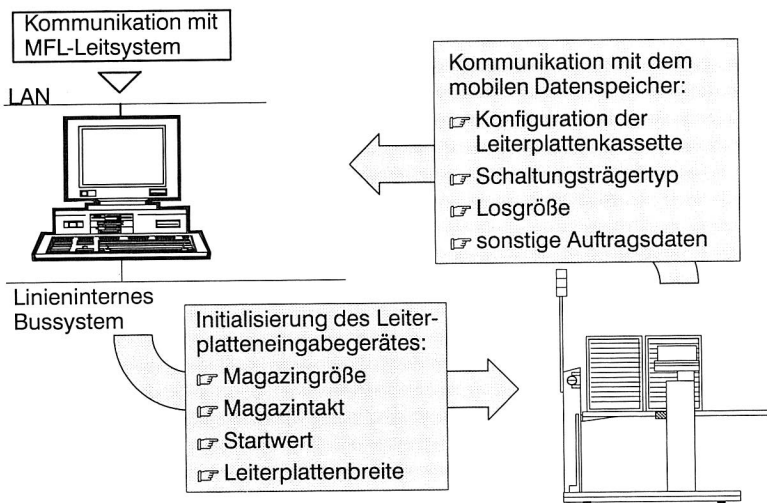 Kommunikation mit
MFL-Leitsystem
LAN
Kommunikation mit dem
mobilen Datenspeicher:
☞ Konfiguration der
Leiterplattenkassette
☞ Schaltungsträgertyp
☞ Losgröße
☞ sonstige Auftragsdaten
Linieninternes
Bussystem
Initialisierung des Leiter-
platteneingabegerätes:
☞ Magazingröße
☞ Magazintakt
☞ Startwert
☞ Leiterplattenbreite